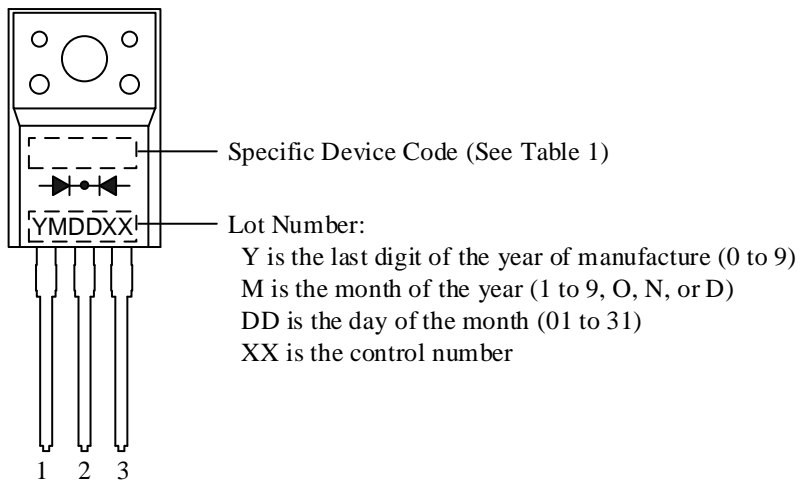 Specific Device Code (See Table 1)
YMDDXX
Lot Number:
Y is the last digit of the year of manufacture (0 to 9)
M is the month of the year (1 to 9, O, N, or D)
DD is the day of the month (01 to 31)
XX is the control number
1 2 3